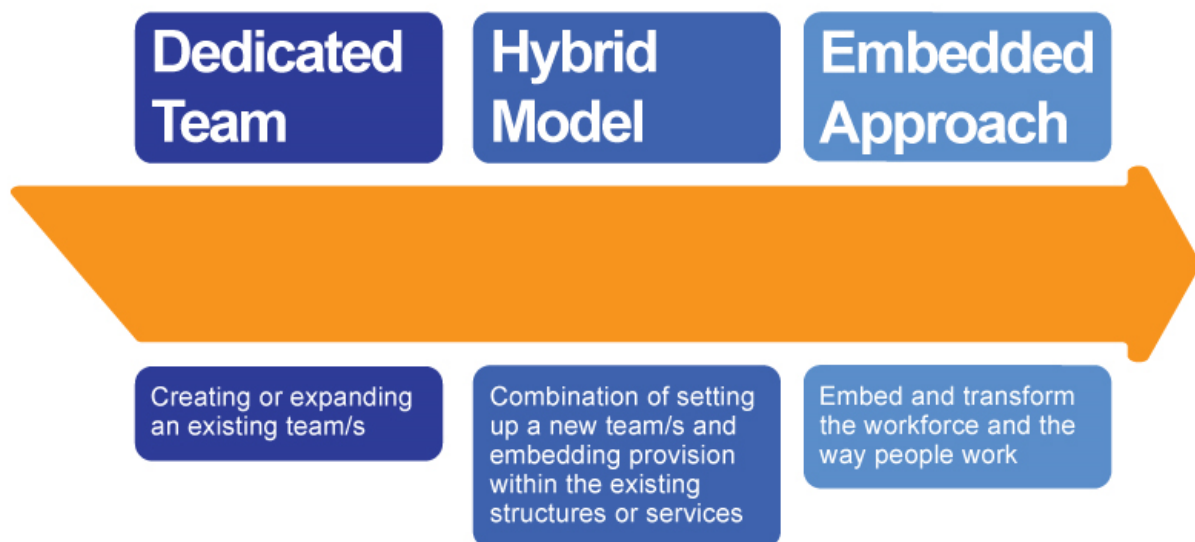 Dedicated
Team
Hybrid
Model
Embedded
Approach
Creating or expanding
an existing team/s
Combination of setting
up a new team/s and
embedding provision
within the existing
structures or services
Embed and transform
the workforce and the
way people work